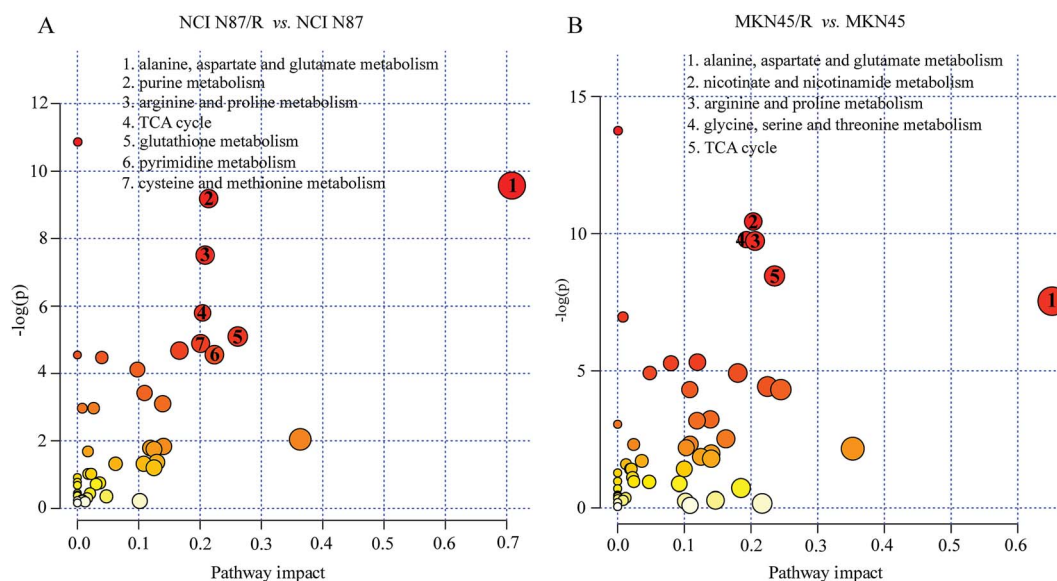 A
NCI N87/R vs. NCI N87
1. alanine, aspartate and glutamate metabolism
2. purine metabolism
3. arginine and proline metabolism
4. TCA cycle
5. glutathione metabolism
6. pyrimidine metabolism
7. cysteine and methionine metabolism
12
10
8
6
4
2
0
-log(p)
1
2
3
4
5
7
6
0.0 0.1 0.2 0.3 0.4 0.5 0.6 0.7
Pathway impact
B
MKN45/R vs. MKN45
1. alanine, aspartate and glutamate metabolism
2. nicotinate and nicotinamide metabolism
3. arginine and proline metabolism
4. glycine, serine and threonine metabolism
5. TCA cycle
15
10
5
0
-log(p)
2
4 3
5
1
0.0 0.1 0.2 0.3 0.4 0.5 0.6
Pathway impact